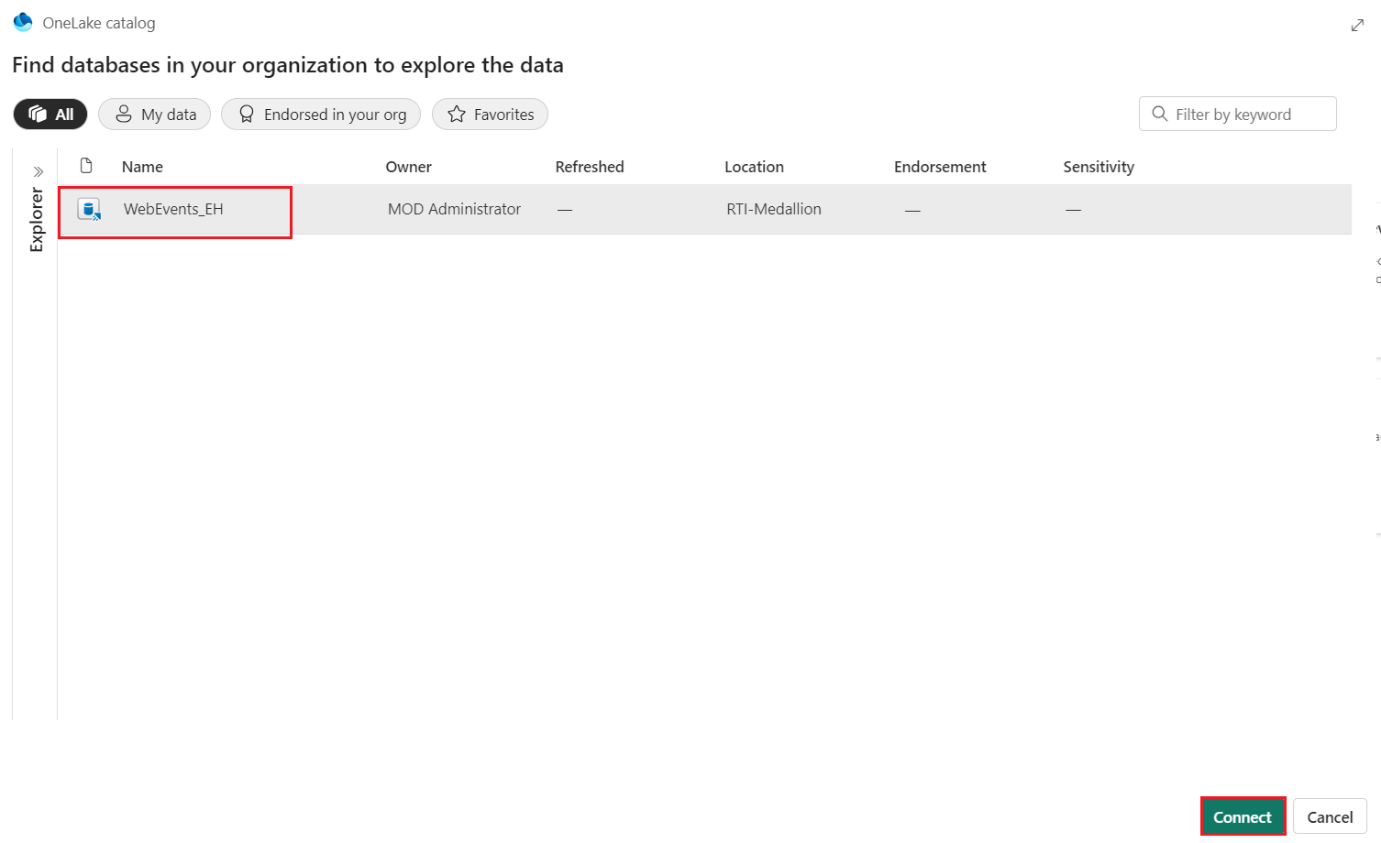 OneLake catalog
Find databases in your organization to explore the data
All My data Endorsed in your org Favorites Filter by keyword
Explorer
Name Owner Refreshed Location Endorsement Sensitivity
WebEvents_EH MOD Administrator — RTI-Medallion — —
Connect Cancel